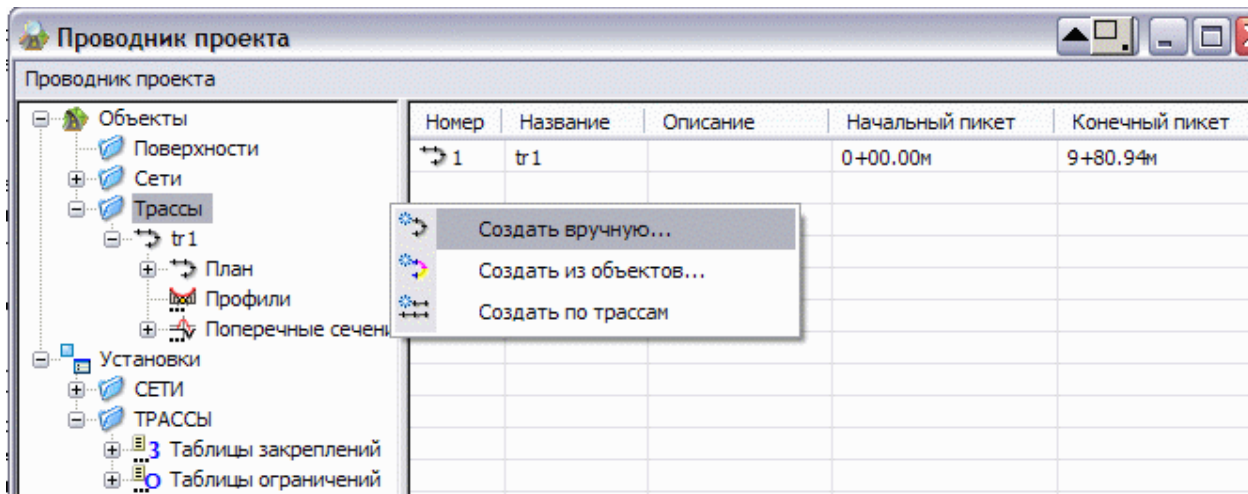 Проводник проекта
Проводник проекта
Объекты
Поверхности
Сети
Трассы
tr1
План
Профили
Поперечные сечени
Установки
СЕТИ
ТРАССЫ
З Таблицы закреплений
О Таблицы ограничений
Номер Название Описание Начальный пикет Конечный пикет
1 tr1 0+00.00м 9+80.94м
Создать вручную...
Создать из объектов...
Создать по трассам